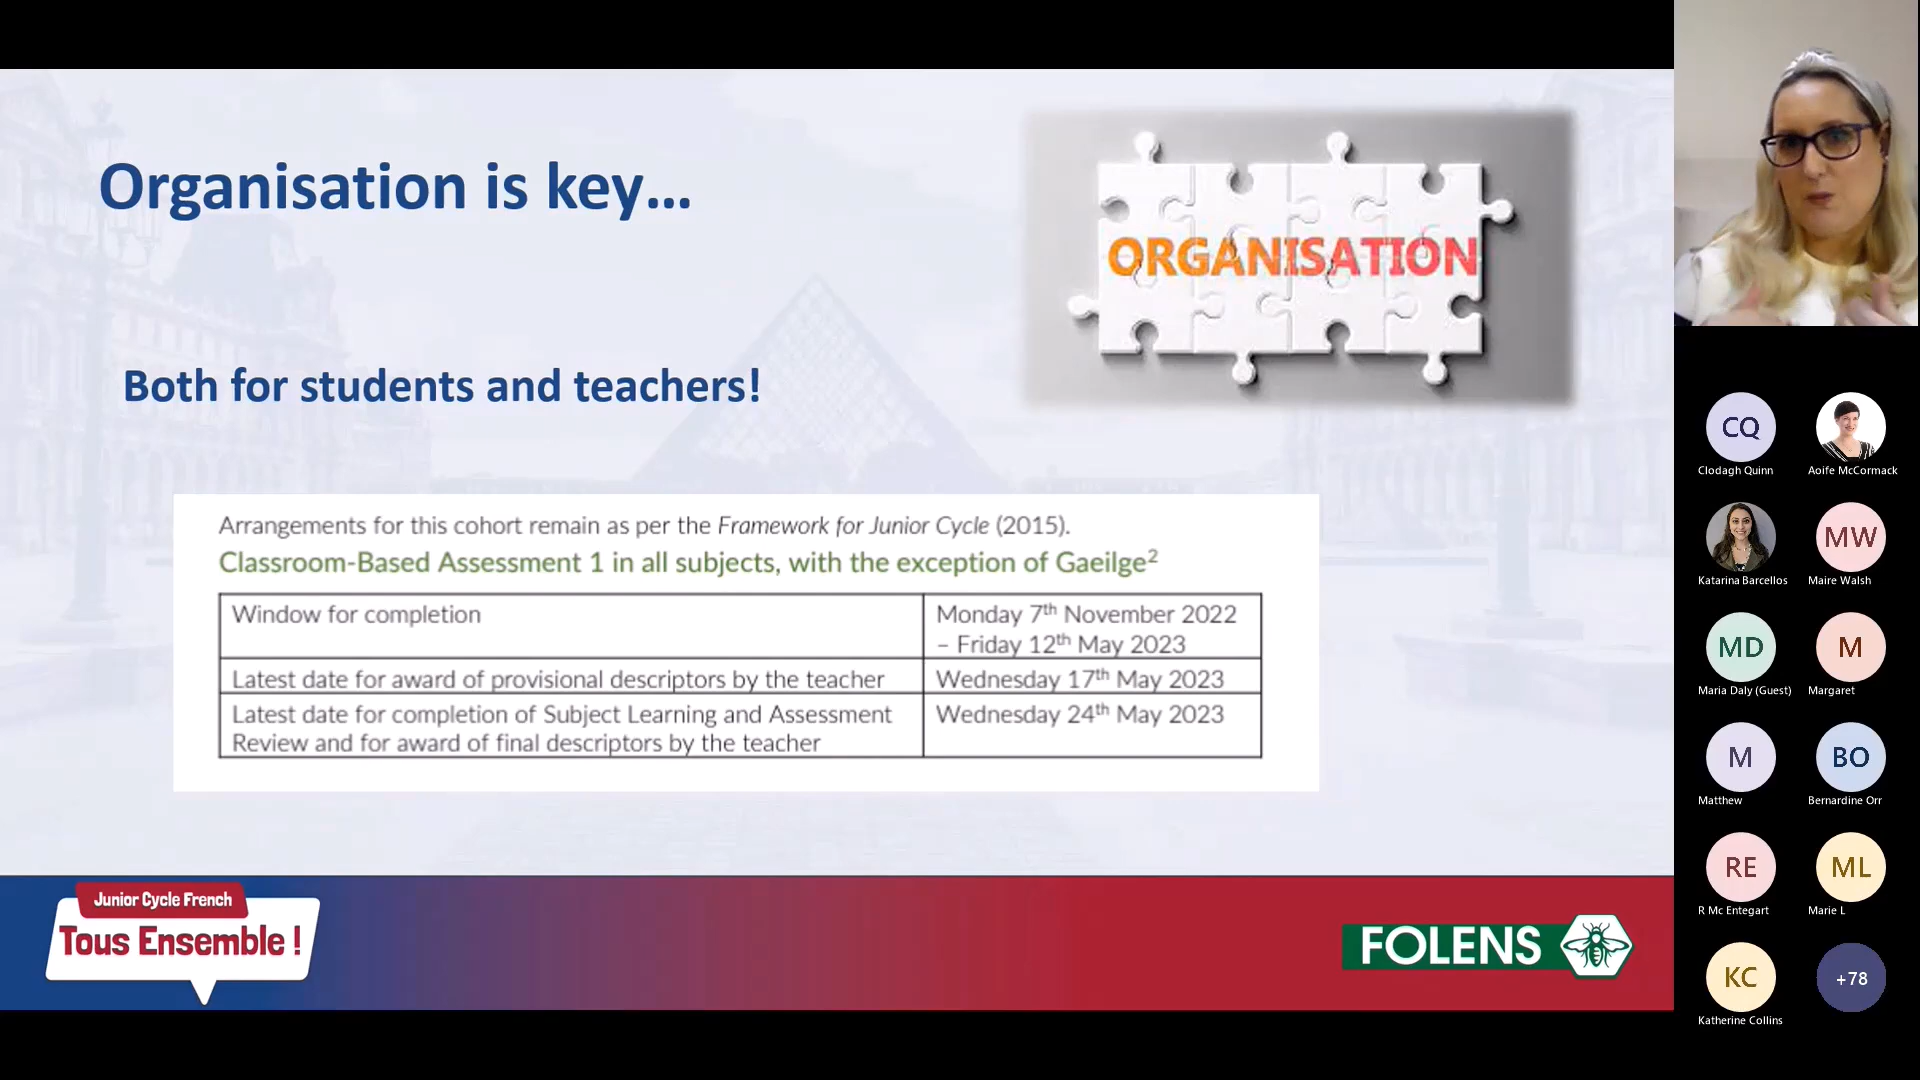 Organisation is key...
ORGANISATION
Both for students and teachers!
Arrangements for this cohort remain as per the Framework for Junior Cycle (2015).
Classroom-Based Assessment 1 in all subjects, with the exception of Gaeilge²
Window for completion
Monday 7th November 2022
– Friday 12th May 2023
Latest date for award of provisional descriptors by the teacher
Wednesday 17th May 2023
Latest date for completion of Subject Learning and Assessment
Review and for award of final descriptors by the teacher
Wednesday 24th May 2023
Junior Cycle French
Tous Ensemble !
FOLENS
CQ
Clodagh Quinn
Aoife McCormack
Katarina Barcellos
MW
Maire Walsh
MD
Maria Daly (Guest)
M
Margaret
M
Matthew
BO
Bernardine Orr
RE
R Mc Entegart
ML
Marie L
KC
Katherine Collins
+78